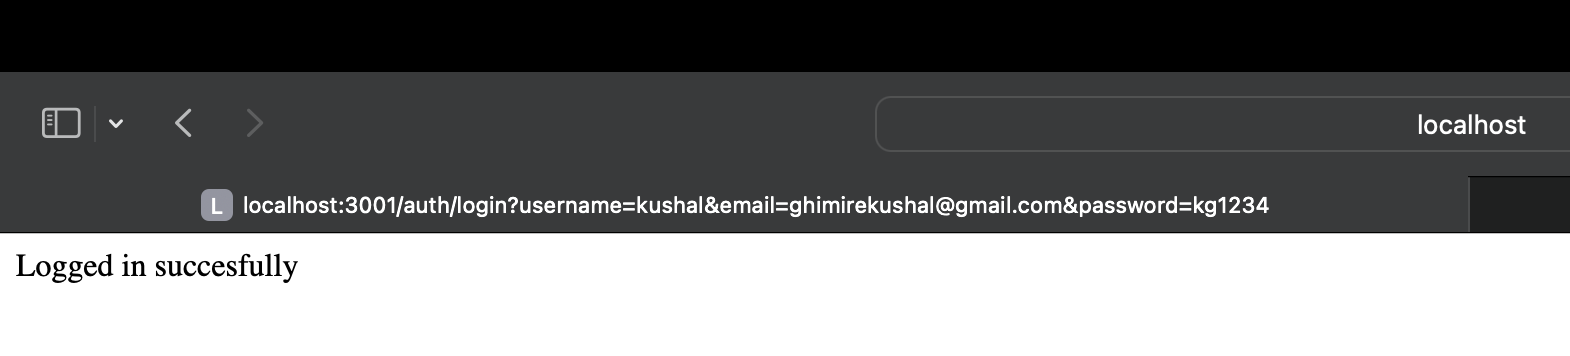 localhost
L localhost:3001/auth/login?username=kushal&email=ghimirekushal@gmail.com&password=kg1234
Logged in succesfully